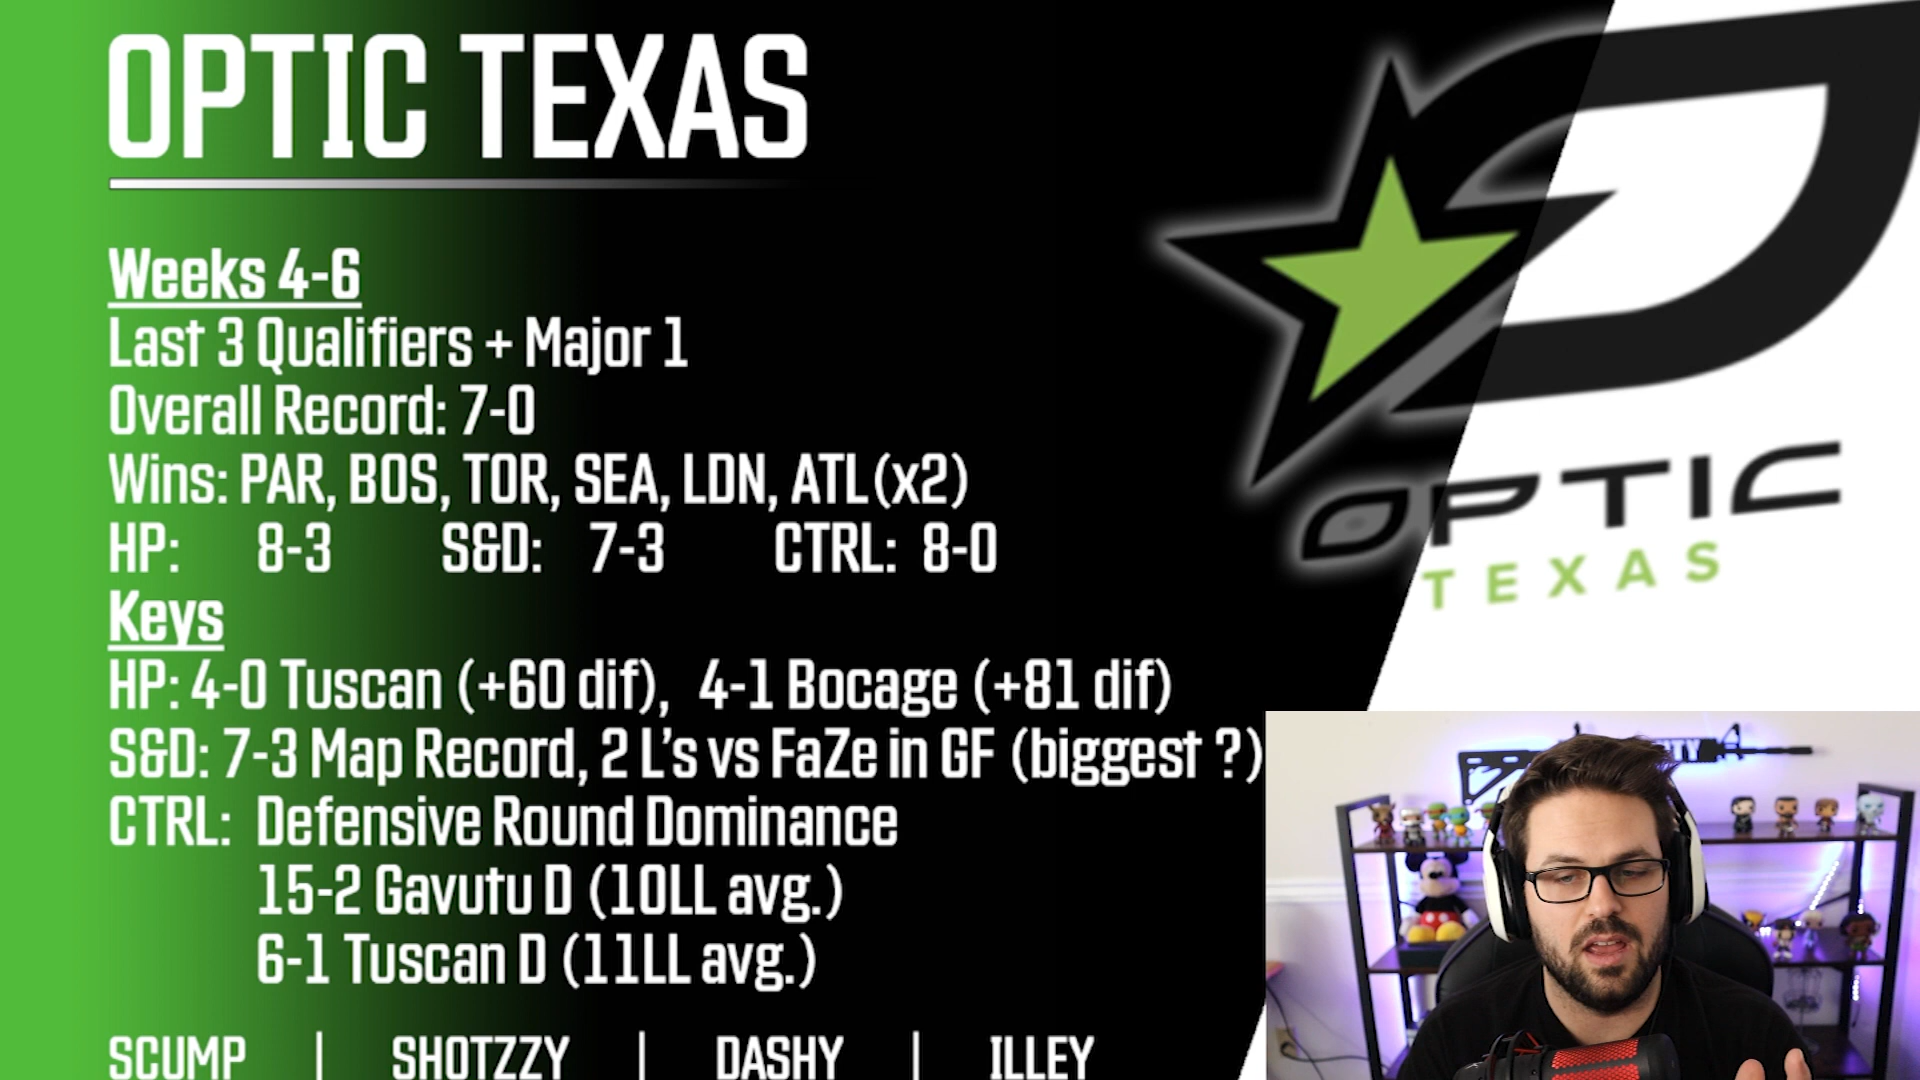 OPTIC TEXAS
Weeks 4-6
Last 3 Qualifiers + Major 1
Overall Record: 7-0
Wins: PAR, BOS, TOR, SEA, LDN, ATL(x2)
HP: 8-3 S&D: 7-3 CTRL: 8-0
Keys
HP: 4-0 Tuscan (+60 dif), 4-1 Bocage (+81 dif)
S&D: 7-3 Map Record, 2 L's vs FaZe in GF (biggest ?)
CTRL: Defensive Round Dominance
15-2 Gavutu D (10LL avg.)
6-1 Tuscan D (11LL avg.)
SCUMP | SHOTZZY | DASHY | ILLEY
OPTIC
TEXAS